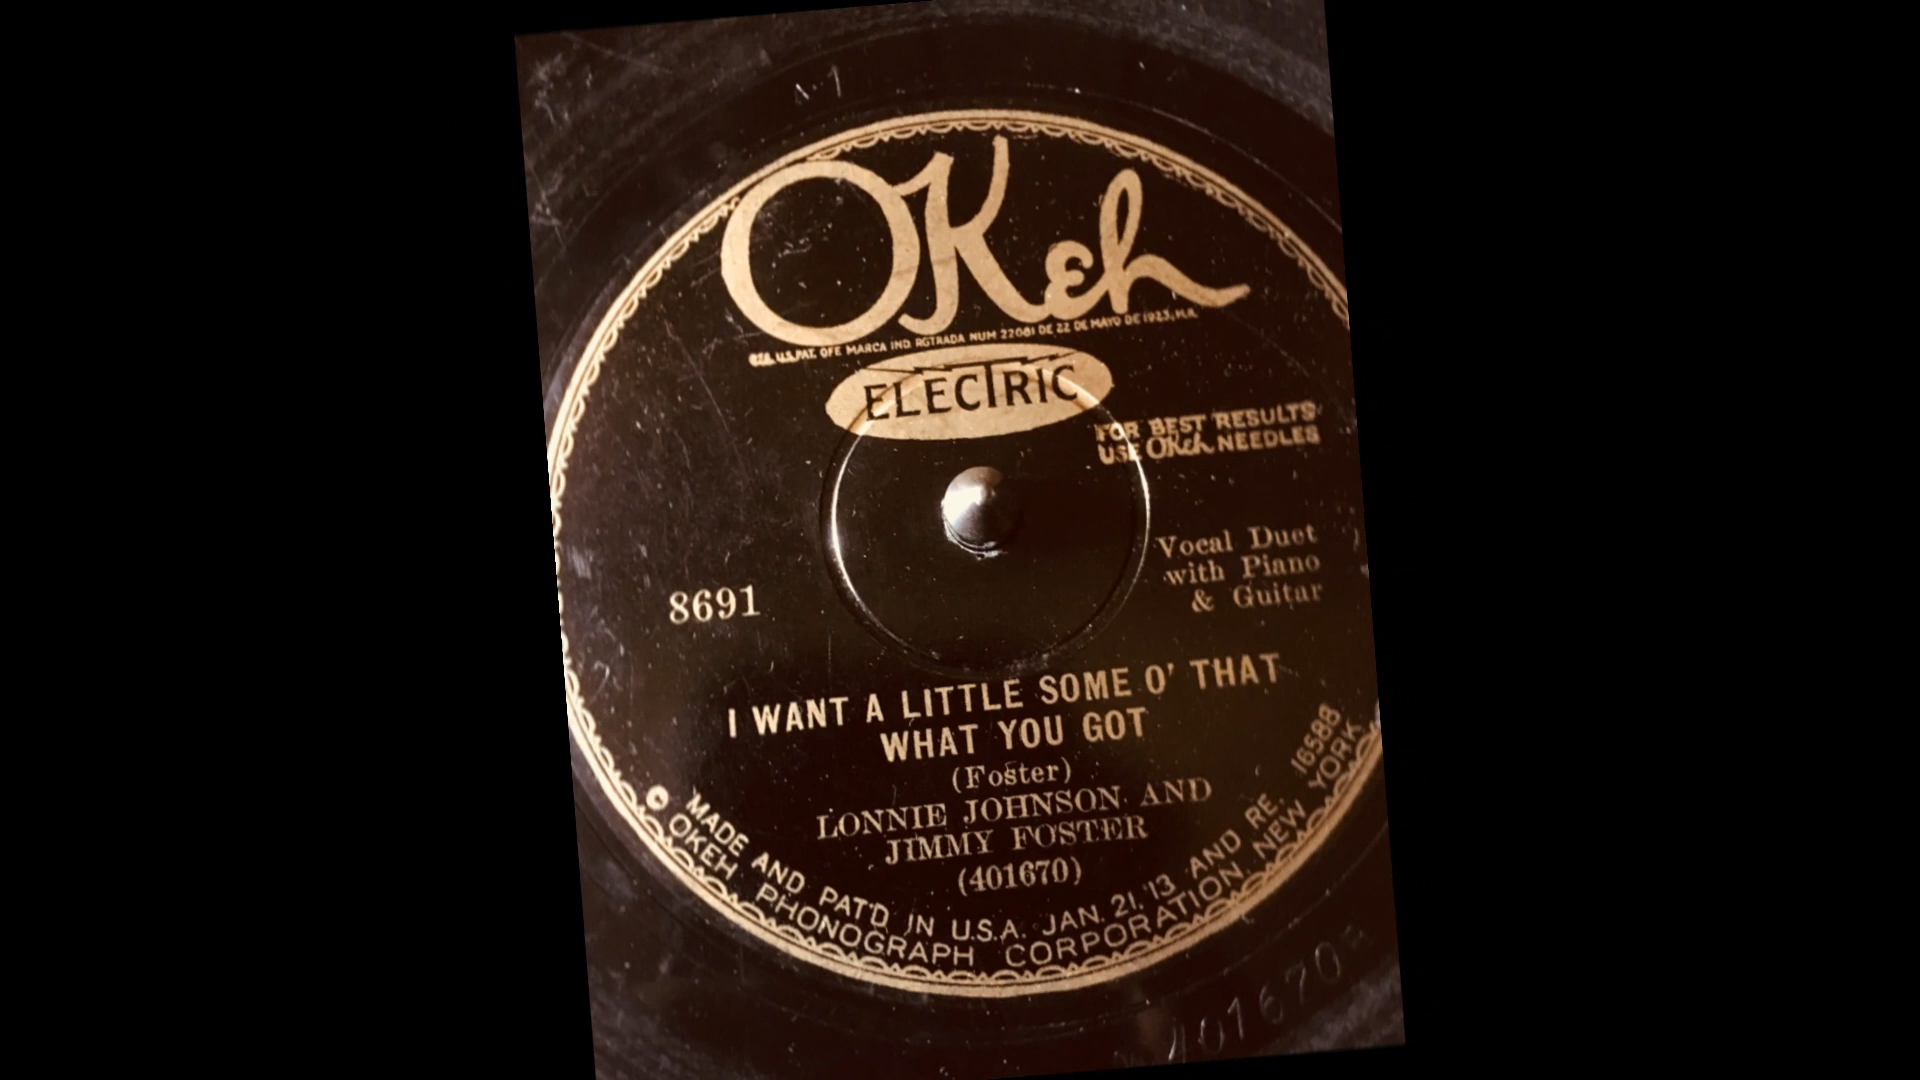 A-1
OKeh
REG. U.S. PAT. OFF. MARCA IND. RGTRADA NUM 22081 DE 22 DE MAYO DE 1923, M.R.
ELECTRIC
FOR BEST RESULTS
USE OKeh NEEDLES
Vocal Duet
with Piano
& Guitar
8691
I WANT A LITTLE SOME O' THAT
WHAT YOU GOT
(Foster)
LONNIE JOHNSON AND
JIMMY FOSTER
(401670)
MADE AND PAT'D IN U.S.A. JAN. 21, '13 AND RE. 16588
OKEH PHONOGRAPH CORPORATION, NEW YORK
401670